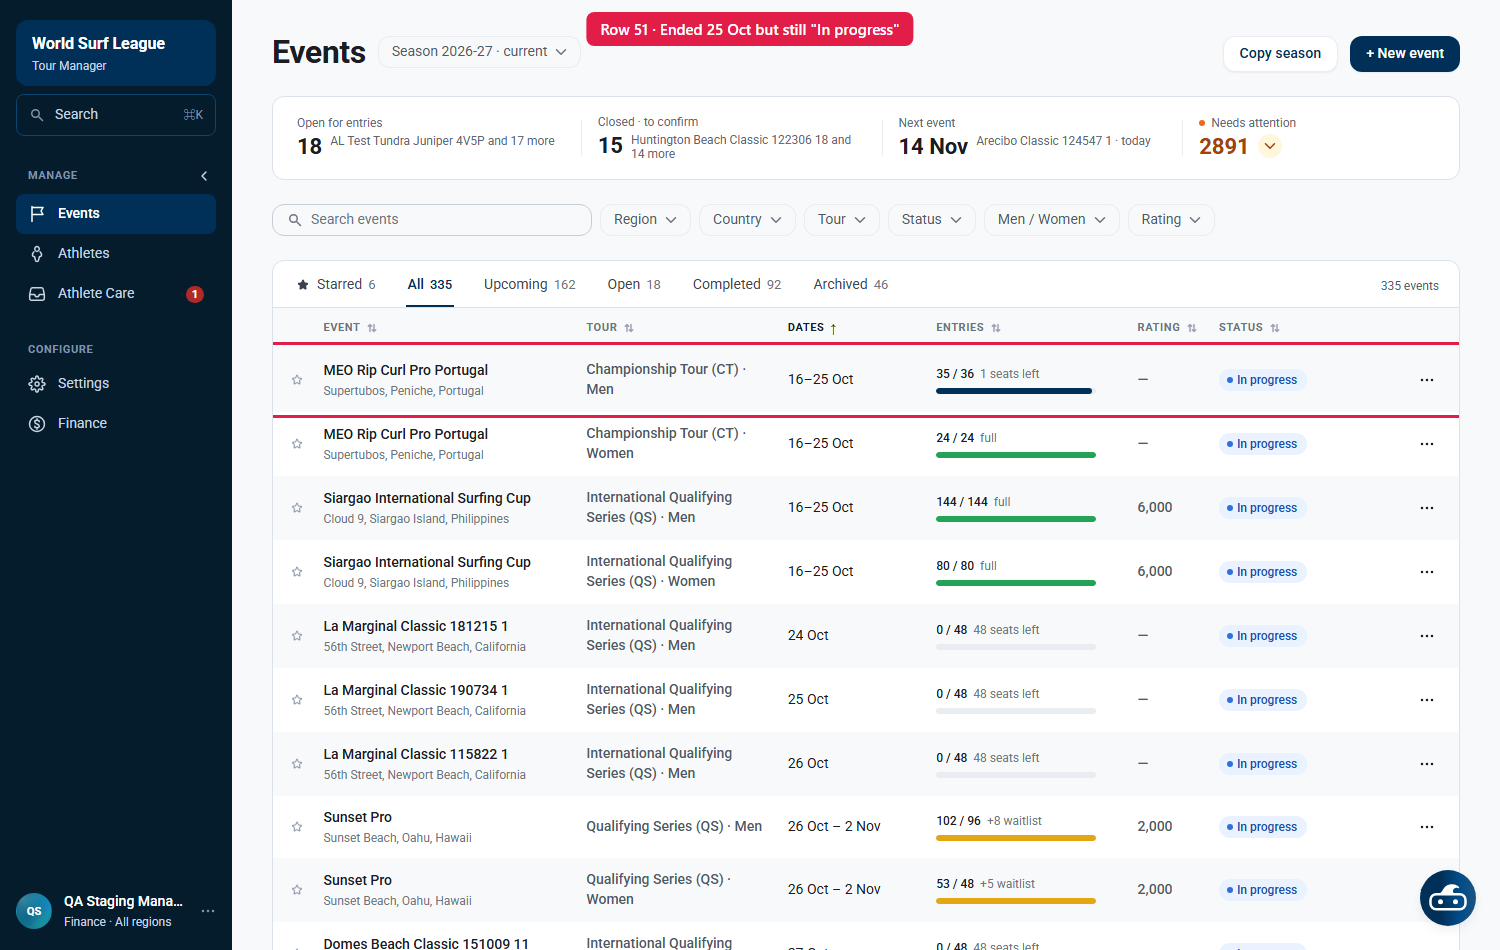 World Surf League
Tour Manager
Search ⌘K
MANAGE
Events
Athletes
Athlete Care 1
CONFIGURE
Settings
Finance
QS
QA Staging Mana...
Finance · All regions
Row 51 · Ended 25 Oct but still "In progress"
Events
Season 2026-27 · current
Copy season
+ New event
Open for entries
18 AL Test Tundra Juniper 4V5P and 17 more
Closed · to confirm
15 Huntington Beach Classic 122306 18 and
14 more
Next event
14 Nov Arecibo Classic 124547 1 · today
Needs attention
2891
Search events
Region
Country
Tour
Status
Men / Women
Rating
Starred 6
All 335
Upcoming 162
Open 18
Completed 92
Archived 46
335 events
EVENT TOUR DATES ↑ ENTRIES RATING STATUS
MEO Rip Curl Pro Portugal
Supertubos, Peniche, Portugal
Championship Tour (CT) ·
Men
16–25 Oct
35 / 36 1 seats left
—
In progress
MEO Rip Curl Pro Portugal
Supertubos, Peniche, Portugal
Championship Tour (CT) ·
Women
16–25 Oct
24 / 24 full
—
In progress
Siargao International Surfing Cup
Cloud 9, Siargao Island, Philippines
International Qualifying
Series (QS) · Men
16–25 Oct
144 / 144 full
6,000
In progress
Siargao International Surfing Cup
Cloud 9, Siargao Island, Philippines
International Qualifying
Series (QS) · Women
16–25 Oct
80 / 80 full
6,000
In progress
La Marginal Classic 181215 1
56th Street, Newport Beach, California
International Qualifying
Series (QS) · Men
24 Oct
0 / 48 48 seats left
—
In progress
La Marginal Classic 190734 1
56th Street, Newport Beach, California
International Qualifying
Series (QS) · Men
25 Oct
0 / 48 48 seats left
—
In progress
La Marginal Classic 115822 1
56th Street, Newport Beach, California
International Qualifying
Series (QS) · Men
26 Oct
0 / 48 48 seats left
—
In progress
Sunset Pro
Sunset Beach, Oahu, Hawaii
Qualifying Series (QS) · Men
26 Oct – 2 Nov
102 / 96 +8 waitlist
2,000
In progress
Sunset Pro
Sunset Beach, Oahu, Hawaii
Qualifying Series (QS) ·
Women
26 Oct – 2 Nov
53 / 48 +5 waitlist
2,000
In progress
Domes Beach Classic 151009 11
International Qualifying
0 / 48 48 seats left